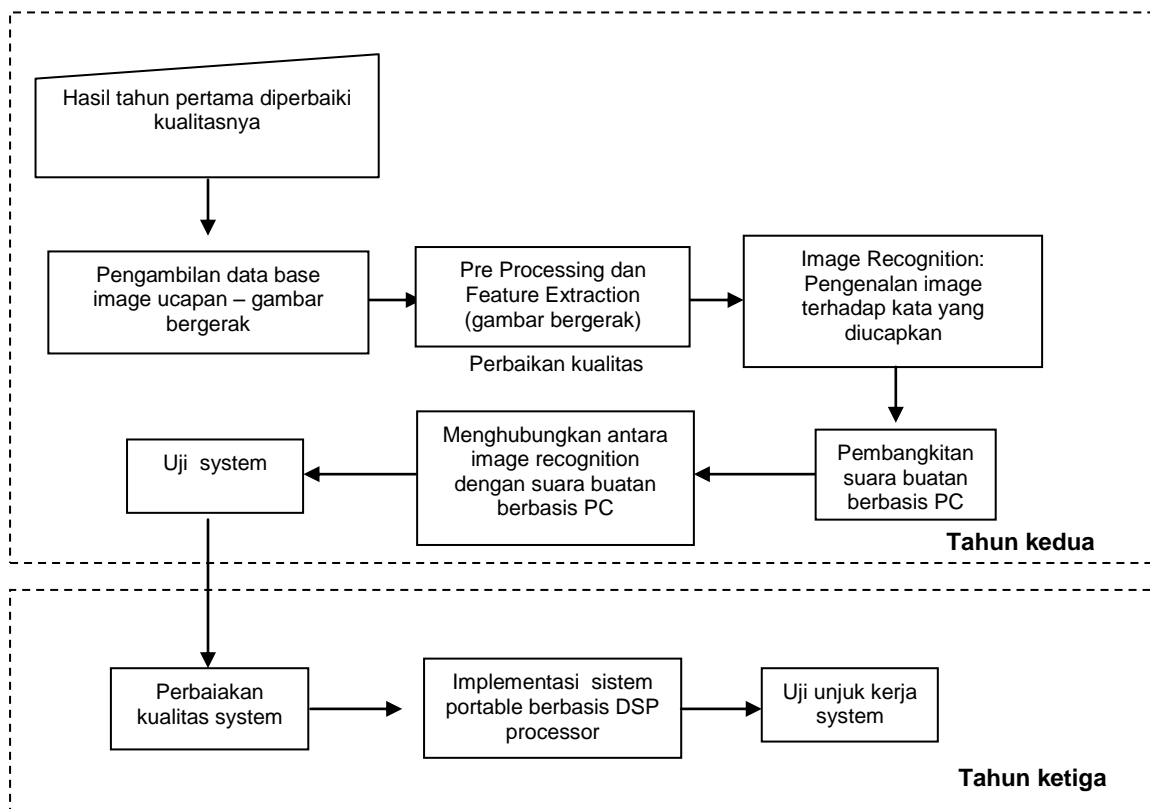 Hasil tahun pertama diperbaiki
kualitasnya
Pengambilan data base
image ucapan – gambar
bergerak
Pre Processing dan
Feature Extraction
(gambar bergerak)
Perbaikan kualitas
Image Recognition:
Pengenalan image
terhadap kata yang
diucapkan
Pembangkitan
suara buatan
berbasis PC
Menghubungkan antara
image recognition
dengan suara buatan
berbasis PC
Uji system
Tahun kedua
Perbaiakan
kualitas system
Implementasi sistem
portable berbasis DSP
processor
Uji unjuk kerja
system
Tahun ketiga